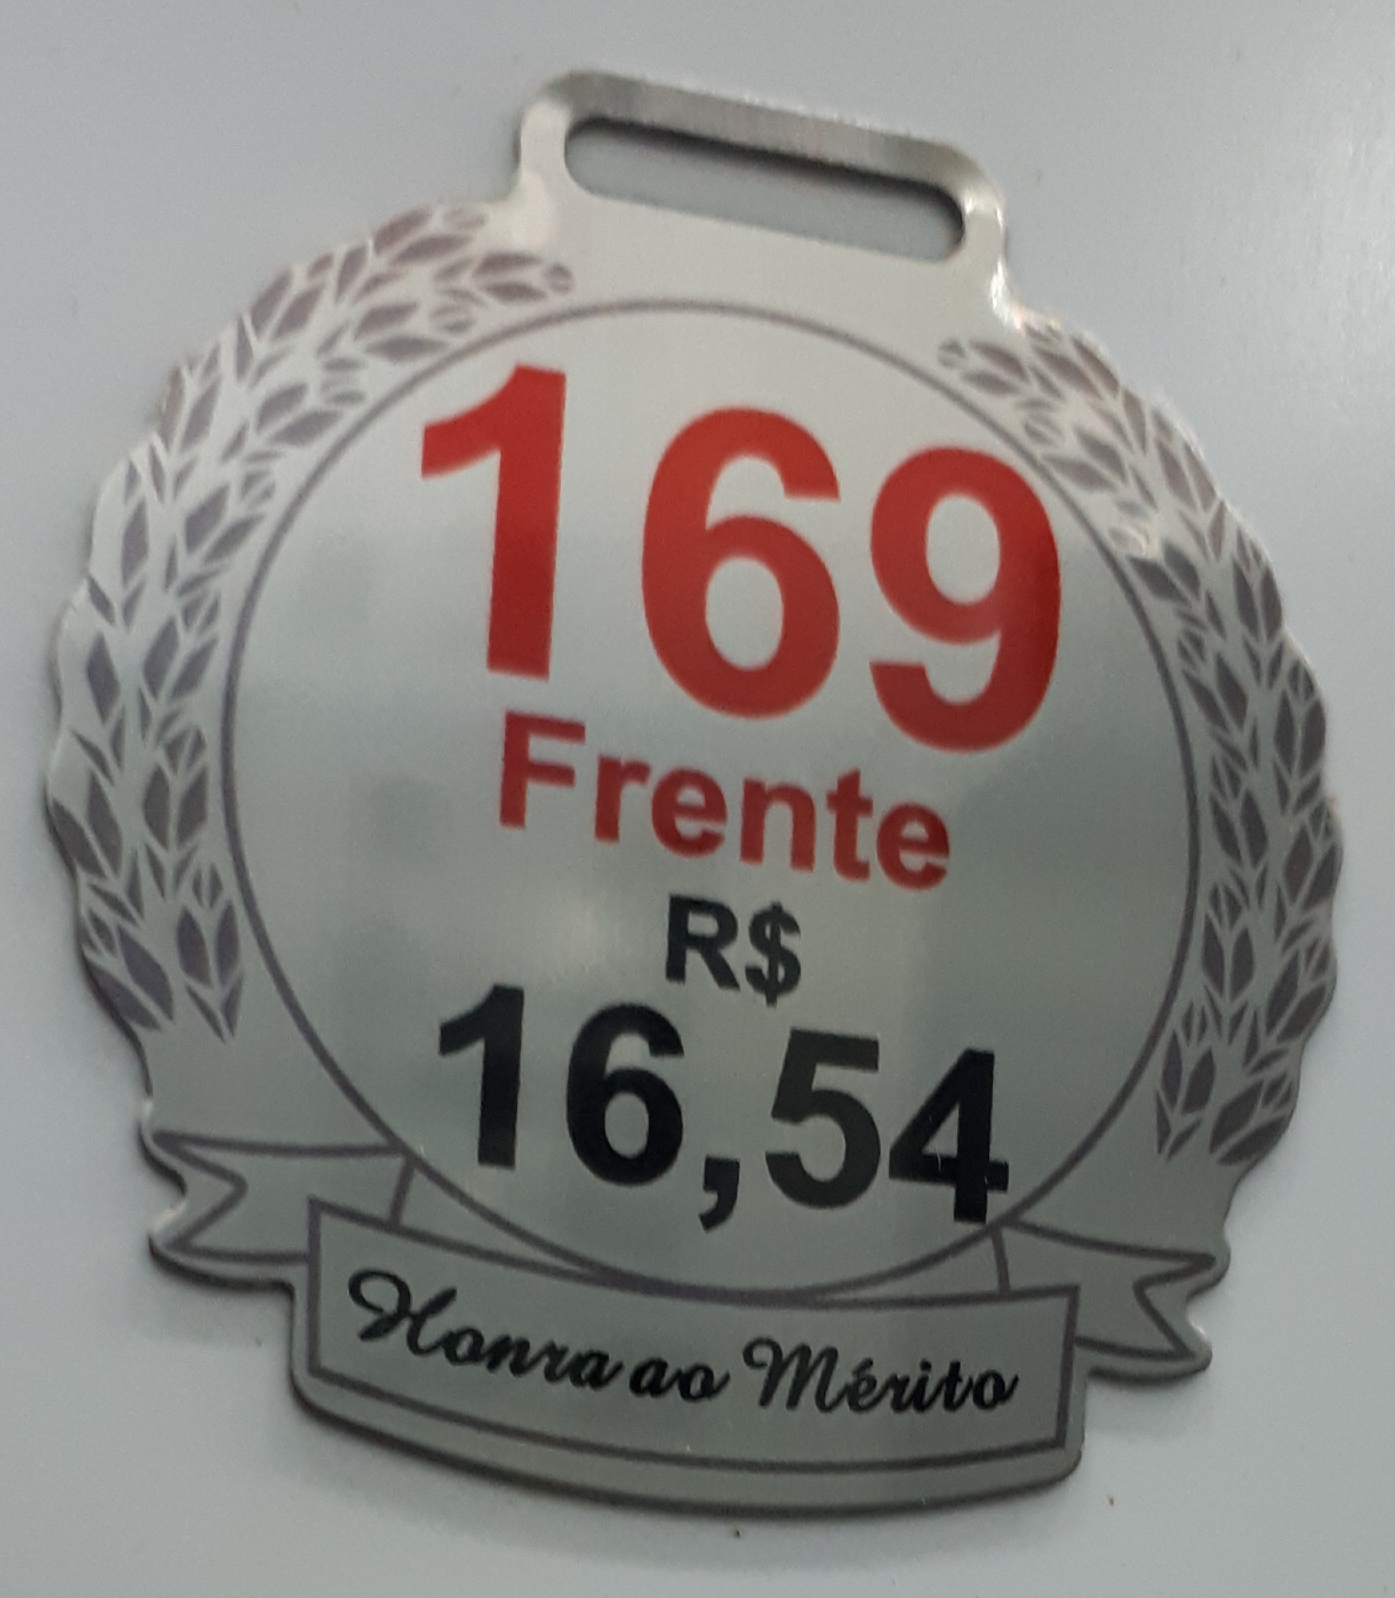 169
Frente
R$
16,54
Honra ao Mérito